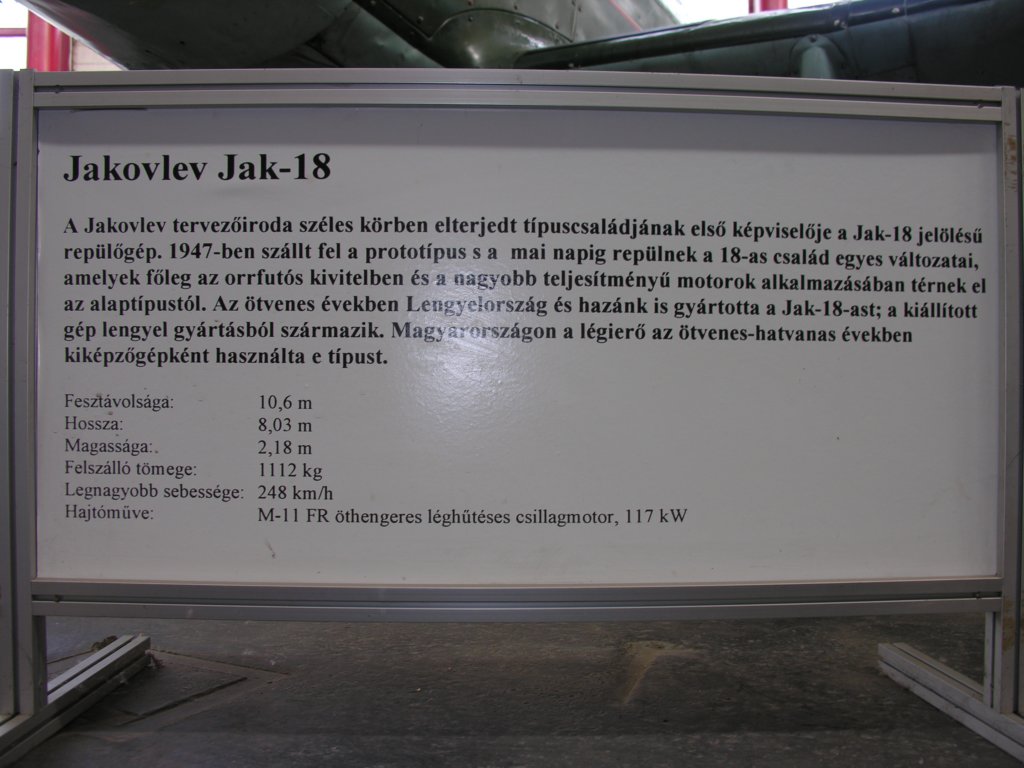 Jakovlev Jak-18
A Jakovlev tervezőiroda széles körben elterjedt típuscsaládjának első képviselője a Jak-18 jelölésű
repülőgép. 1947-ben szállt fel a prototípus s a mai napig repülnek a 18-as család egyes változatai,
amelyek főleg az orrfutós kivitelben és a nagyobb teljesítményű motorok alkalmazásában térnek el
az alaptípustól. Az ötvenes években Lengyelország és hazánk is gyártotta a Jak-18-ast; a kiállított
gép lengyel gyártásból származik. Magyarországon a légierő az ötvenes-hatvanas években
kiképzőgépként használta e típust.
Fesztávolsága: 10,6 m
Hossza: 8,03 m
Magassága: 2,18 m
Felszálló tömege: 1112 kg
Legnagyobb sebessége: 248 km/h
Hajtóműve: M-11 FR öthengeres léghűtéses csillagmotor, 117 kW